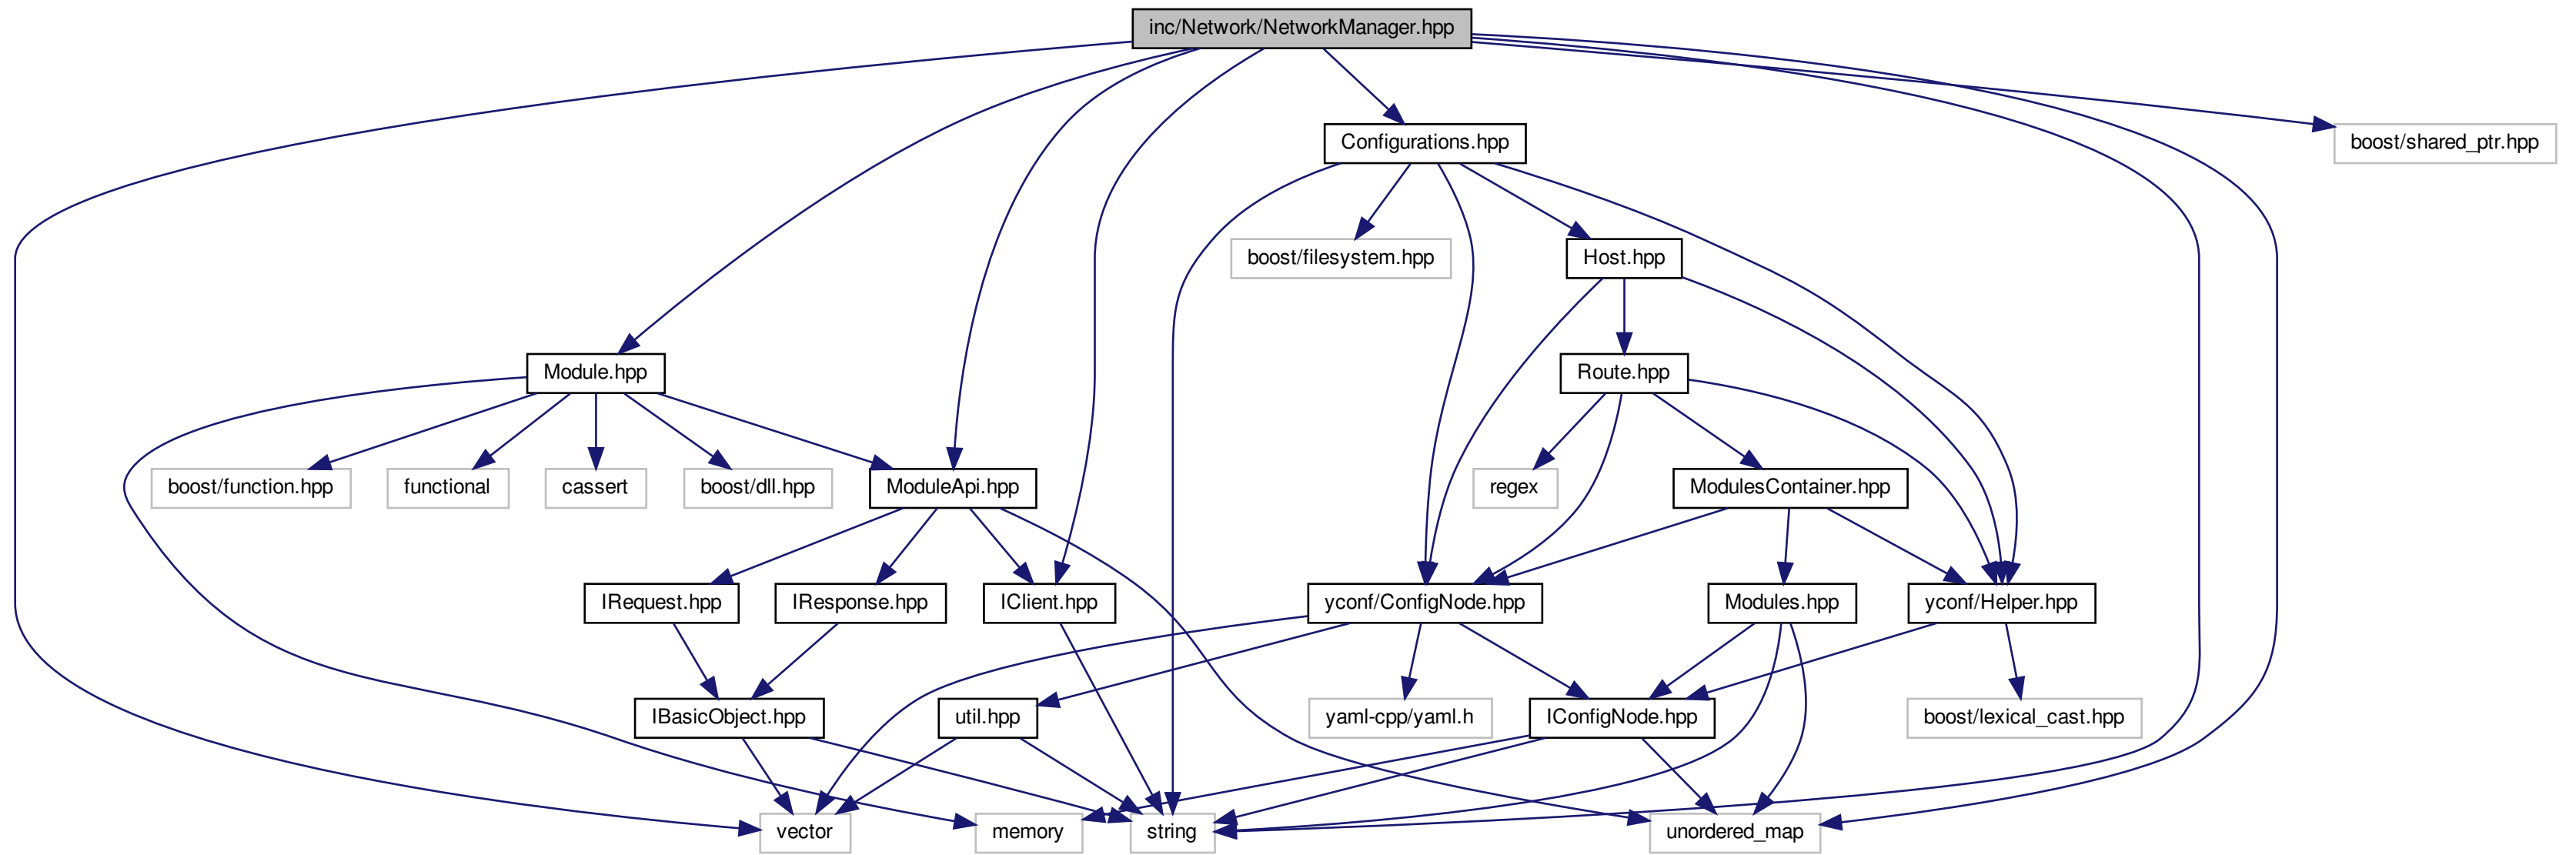 inc/Network/NetworkManager.hpp
Configurations.hpp
boost/shared_ptr.hpp
boost/filesystem.hpp
Host.hpp
Module.hpp
Route.hpp
boost/function.hpp
functional
cassert
boost/dll.hpp
ModuleApi.hpp
regex
ModulesContainer.hpp
IRequest.hpp
IResponse.hpp
IClient.hpp
yconf/ConfigNode.hpp
Modules.hpp
yconf/Helper.hpp
IBasicObject.hpp
util.hpp
yaml-cpp/yaml.h
IConfigNode.hpp
boost/lexical_cast.hpp
vector
memory
string
unordered_map